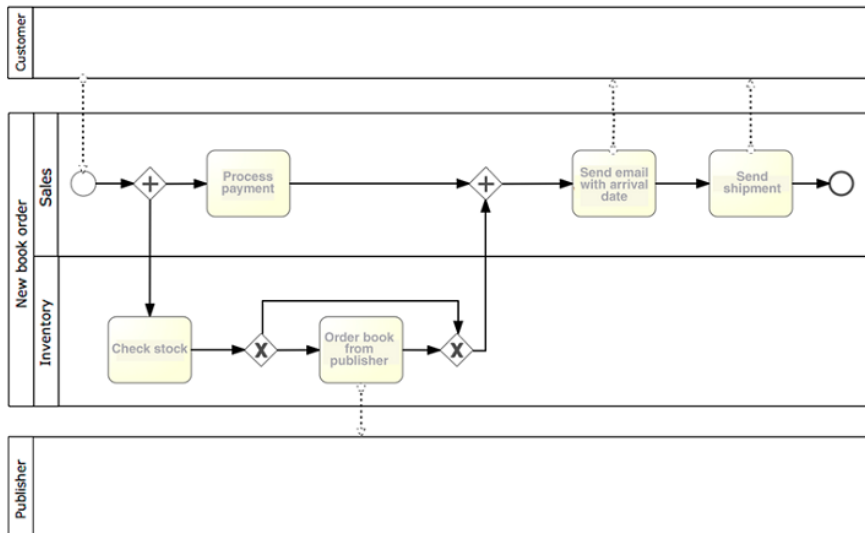 Customer
New book order
Sales
Process
payment
Send email
with arrival
date
Send
shipment
Inventory
Check stock
Order book
from
publisher
Publisher